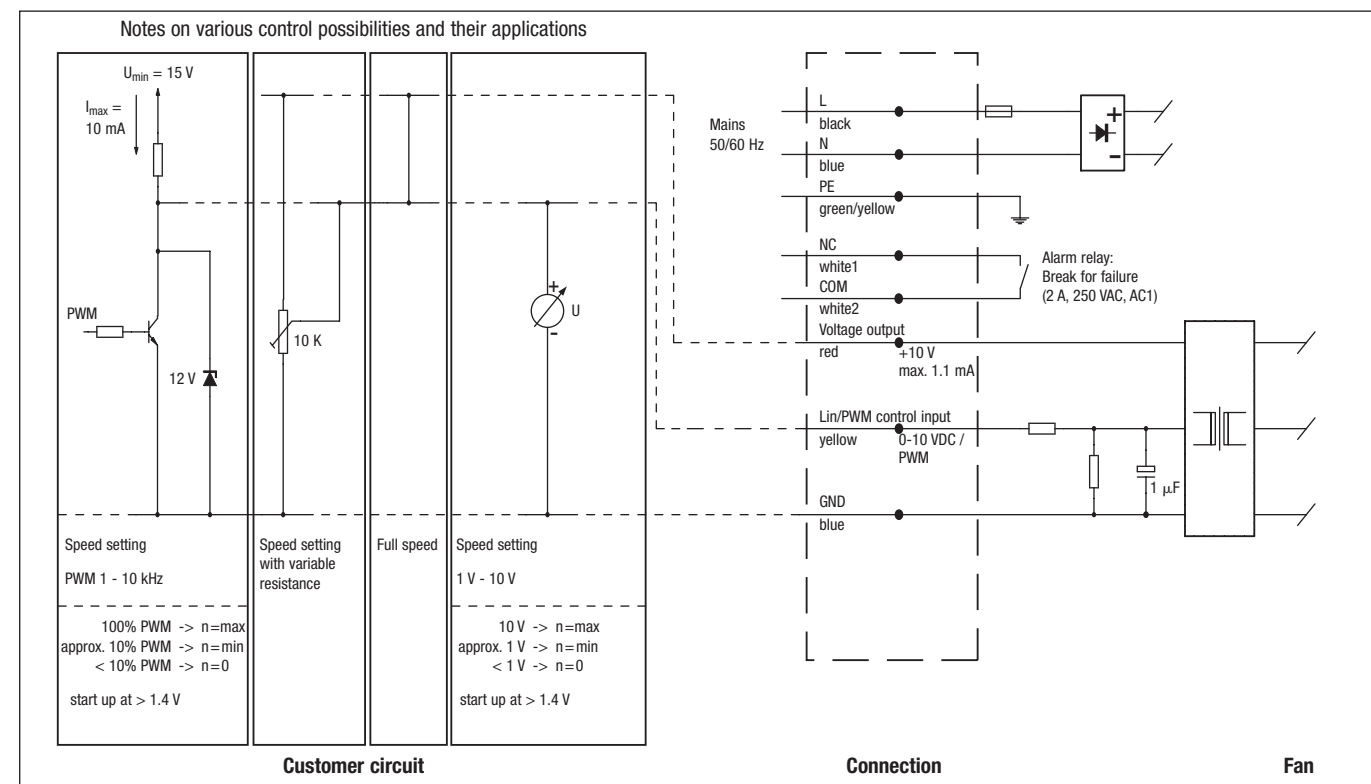 Notes on various control possibilities and their applications
Umin = 15 V
Imax =
10 mA
PWM
12 V
Speed setting
PWM 1 - 10 kHz
100% PWM -> n=max
approx. 10% PWM -> n=min
< 10% PWM -> n=0
start up at > 1.4 V
10 K
Speed setting
with variable
resistance
Full speed
+
U
-
Speed setting
1 V - 10 V
10 V -> n=max
approx. 1 V -> n=min
< 1 V -> n=0
start up at > 1.4 V
Customer circuit
Mains
50/60 Hz
L
black
N
blue
PE
green/yellow
NC
white1
COM
white2
Voltage output
red
+10 V
max. 1.1 mA
Lin/PWM control input
yellow
0-10 VDC /
PWM
GND
blue
Connection
+
-
Alarm relay:
Break for failure
(2 A, 250 VAC, AC1)
1 µF
Fan